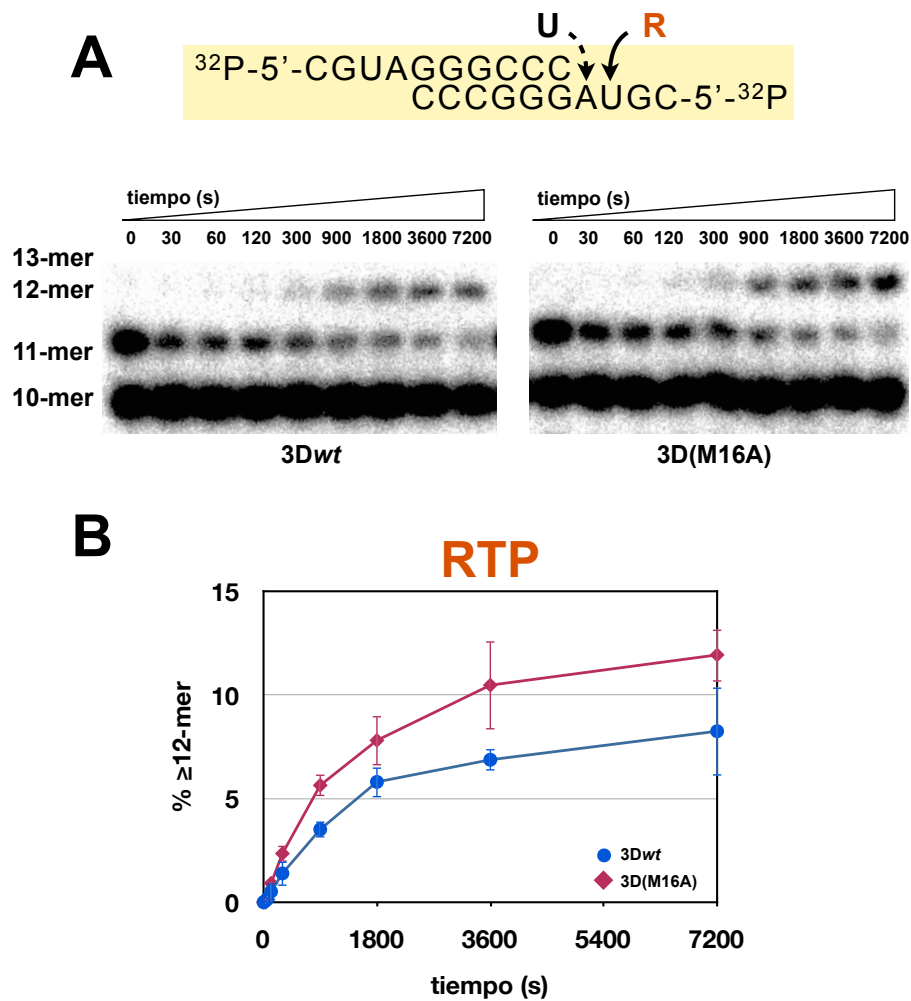 A
U R
32P-5’-CGUAGGGCCC
CCCGGGAUGC-5’-32P
tiempo (s)
0 30 60 120 300 900 1800 3600 7200
tiempo (s)
0 30 60 120 300 900 1800 3600 7200
13-mer
12-mer
11-mer
10-mer
3Dwt
3D(M16A)
B
RTP
15
10
5
0
% ≥12-mer
3Dwt
3D(M16A)
0 1800 3600 5400 7200
tiempo (s)